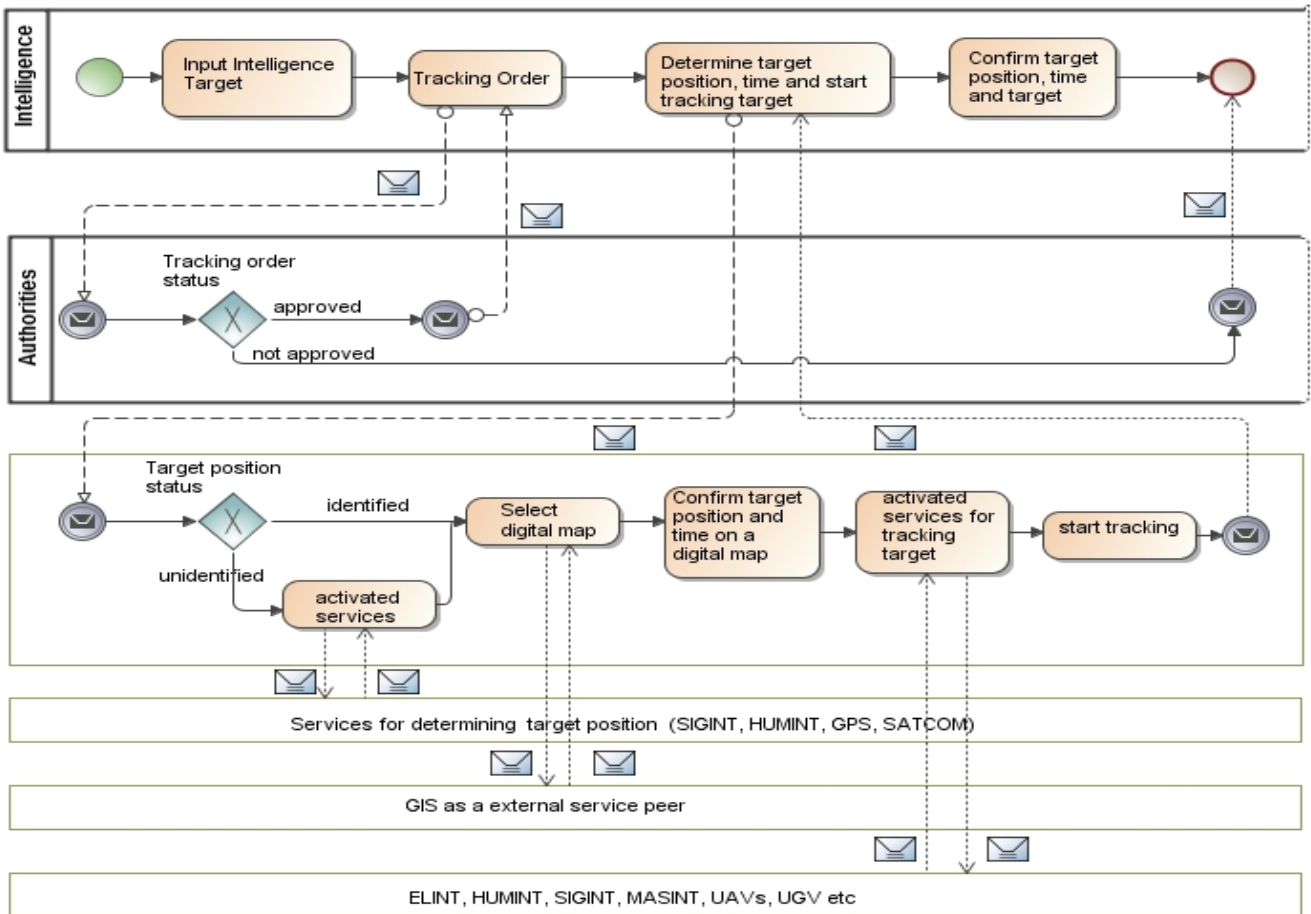 Intelligence
Input Intelligence
Target
Tracking Order
Determine target
position, time and start
tracking target
Confirm target
position, time
and target
Authorities
Tracking order
status
approved
not approved
Target position
status
identified
unidentified
activated
services
Select
digital map
Confirm target
position and
time on a
digital map
activated
services for
tracking
target
start tracking
Services for determining target position (SIGINT, HUMINT, GPS, SATCOM)
GIS as a external service peer
ELINT, HUMINT, SIGINT, MASINT, UAVs, UGV etc